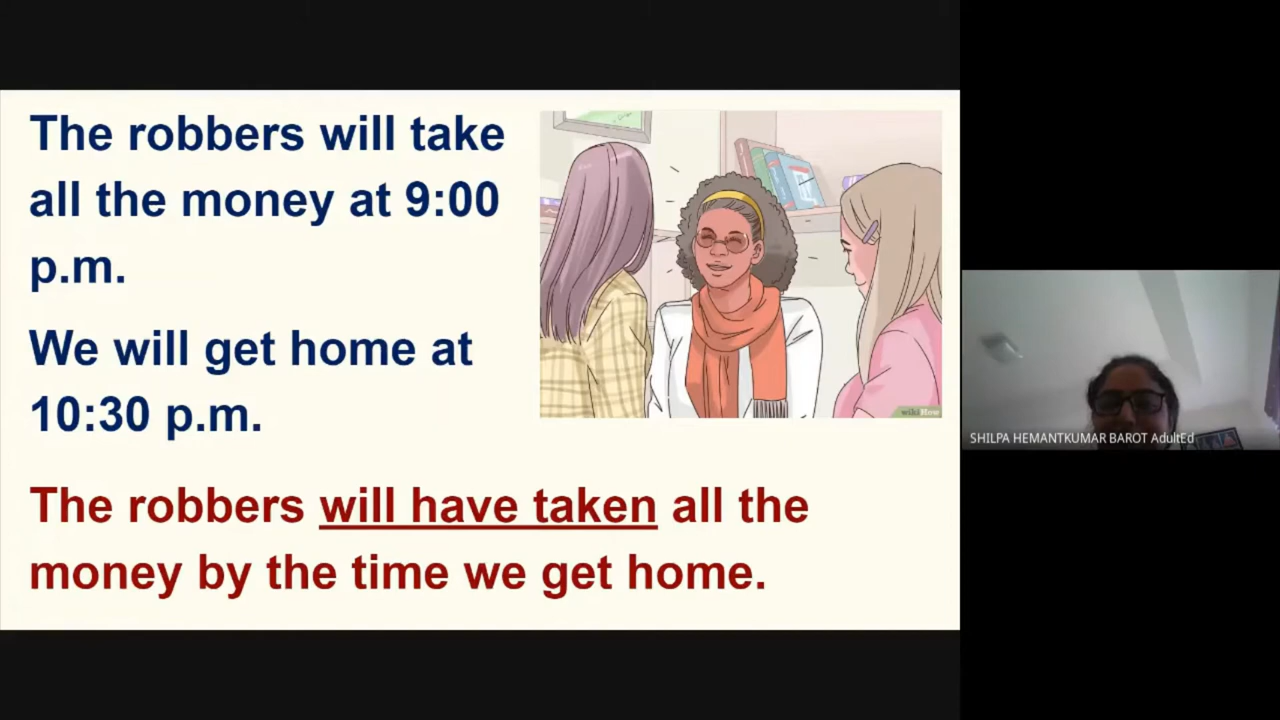 The robbers will take
all the money at 9:00
p.m.
We will get home at
10:30 p.m.
The robbers will have taken all the
money by the time we get home.
wikiHow
SHILPA HEMANTKUMAR BAROT AdultEd